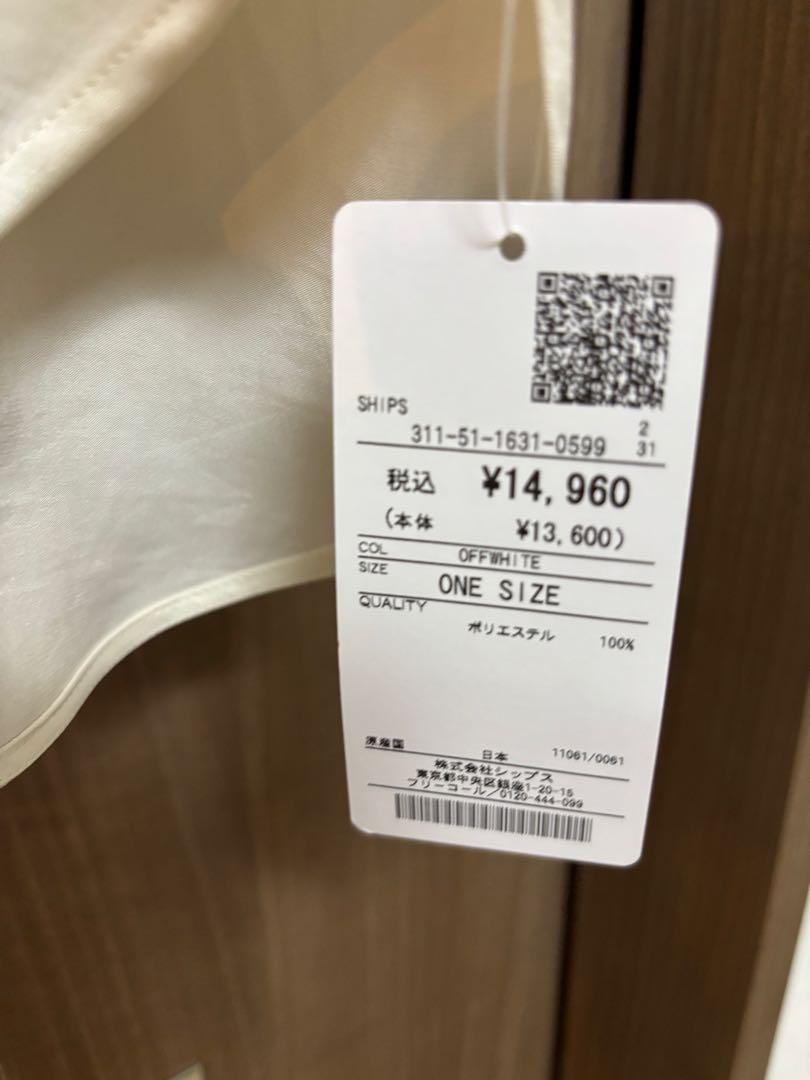 SHIPS
311-51-1631-0599
2
31
税込 ¥14,960
(本体 ¥13,600)
COL OFFWHITE
SIZE ONE SIZE
QUALITY
ポリエステル 100%
原産国 日本 11061/0061
株式会社シップス
東京都中央区銀座1-20-15
フリーコール/0120-444-099